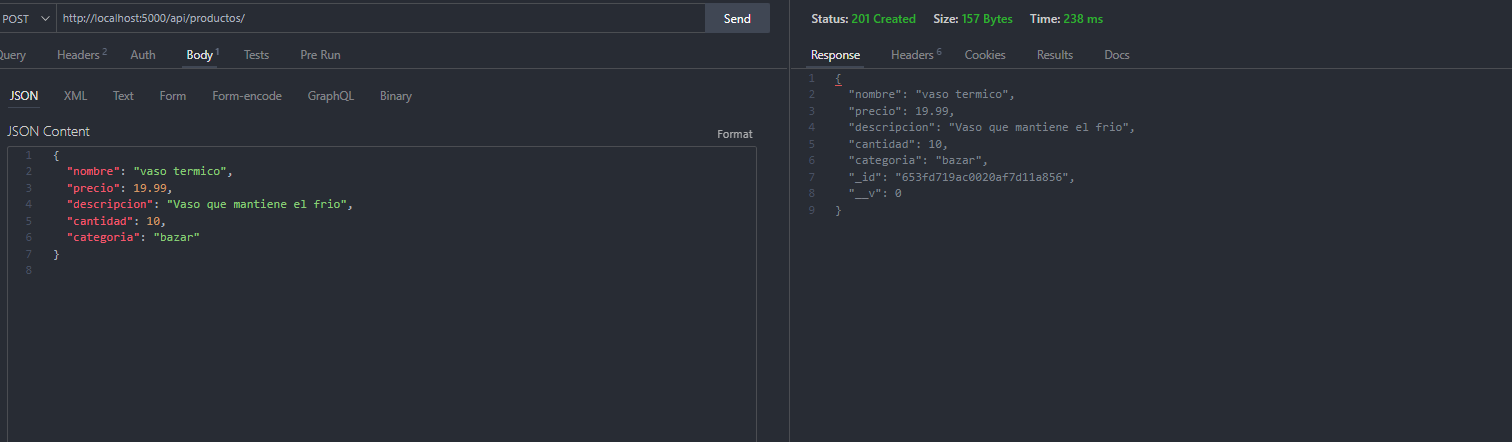 POST http://localhost:5000/api/productos/ Send
Query Headers 2 Auth Body 1 Tests Pre Run
JSON XML Text Form Form-encode GraphQL Binary
JSON Content
Format
1 {
2 "nombre": "vaso termico",
3 "precio": 19.99,
4 "descripcion": "Vaso que mantiene el frio",
5 "cantidad": 10,
6 "categoria": "bazar"
7 }
8
Status: 201 Created Size: 157 Bytes Time: 238 ms
Response Headers 6 Cookies Results Docs
1 {
2 "nombre": "vaso termico",
3 "precio": 19.99,
4 "descripcion": "Vaso que mantiene el frio",
5 "cantidad": 10,
6 "categoria": "bazar",
7 "_id": "653fd719ac0020af7d11a856",
8 "__v": 0
9 }